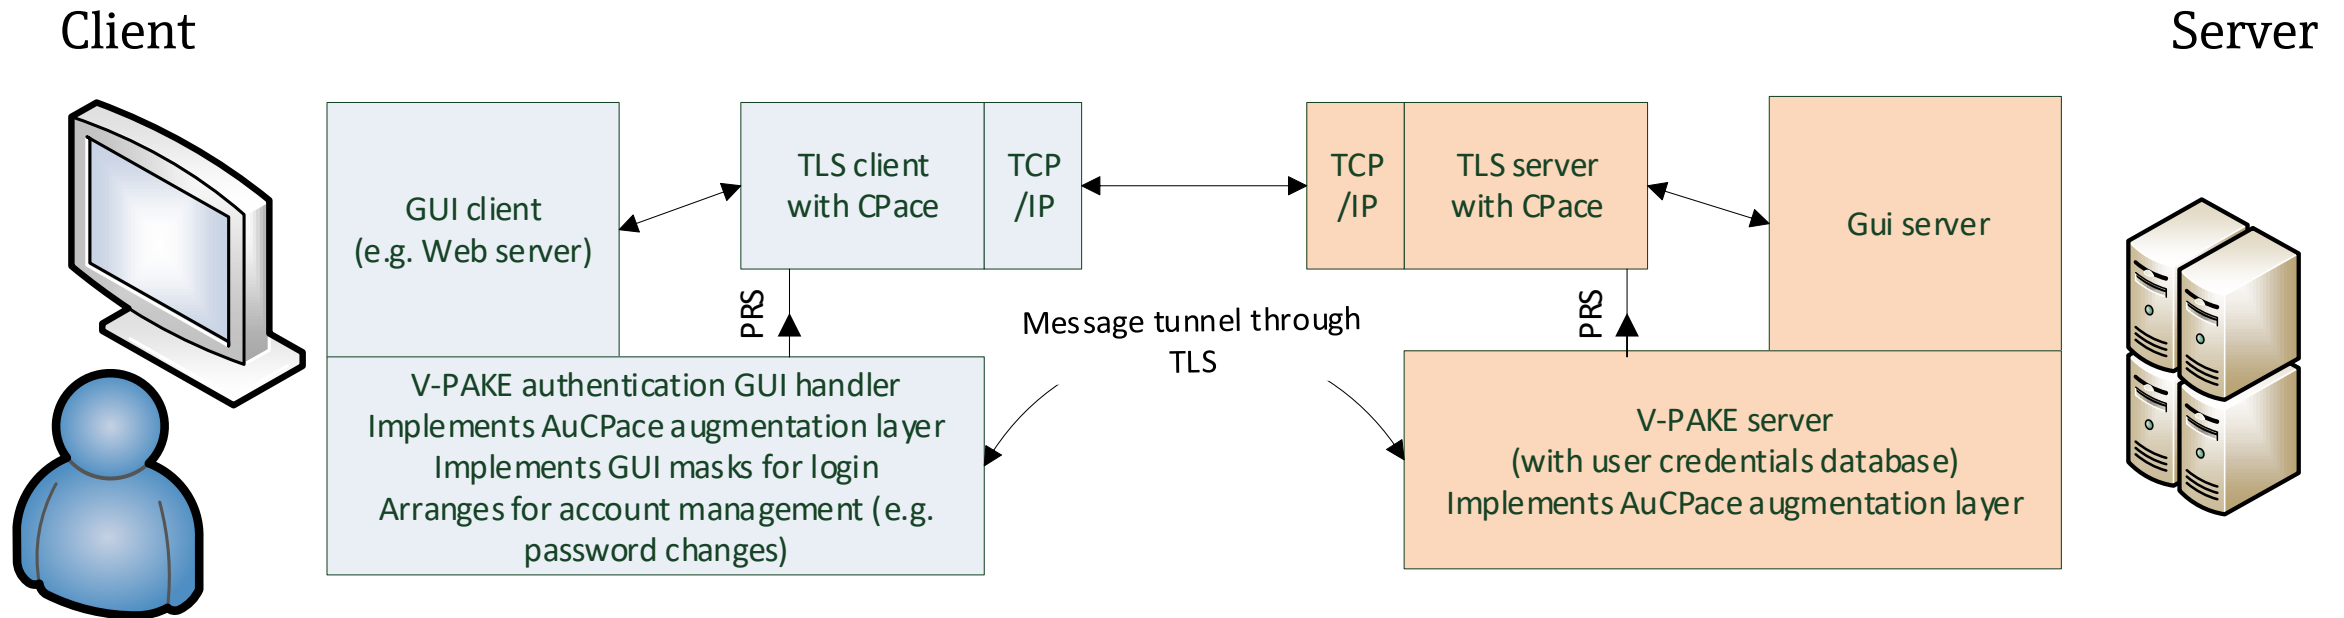 Client
Server
GUI client
(e.g. Web server)
TLS client
with CPace
TCP
/IP
TCP
/IP
TLS server
with CPace
Gui server
PRS
Message tunnel through
TLS
PRS
V-PAKE authentication GUI handler
Implements AuCPace augmentation layer
Implements GUI masks for login
Arranges for account management (e.g.
password changes)
V-PAKE server
(with user credentials database)
Implements AuCPace augmentation layer